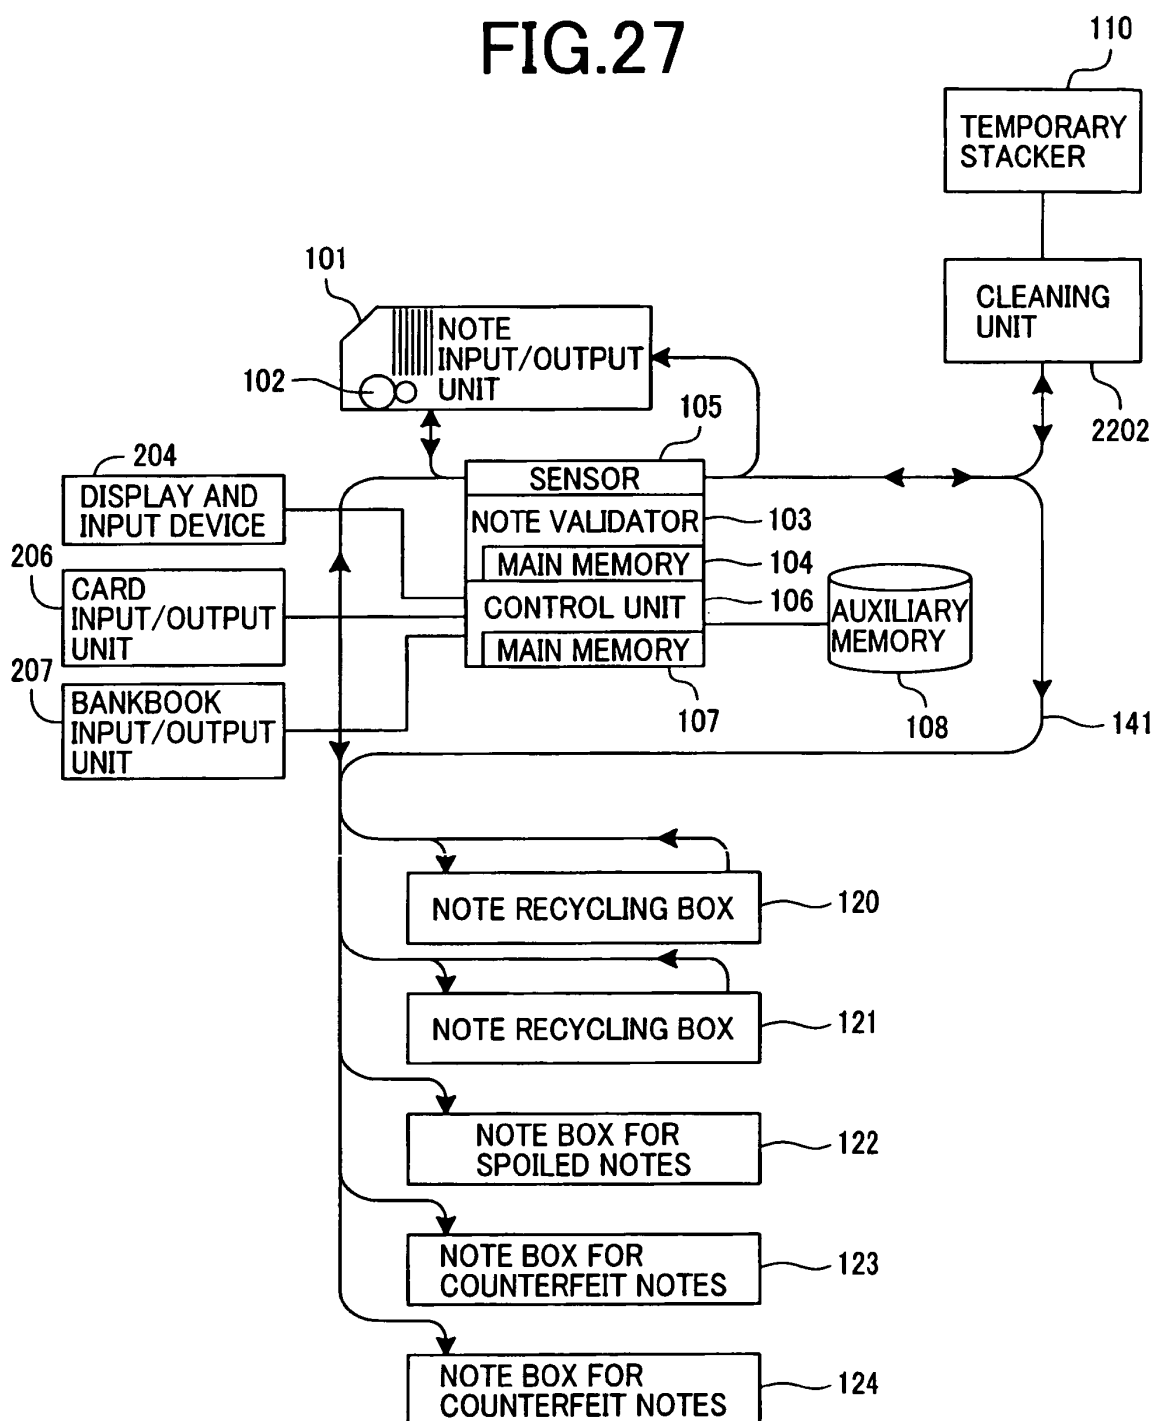 FIG.27
110
TEMPORARY
STACKER
101
CLEANING
UNIT
NOTE
INPUT/OUTPUT
UNIT
102
105
2202
204
SENSOR
DISPLAY AND
INPUT DEVICE
NOTE VALIDATOR
103
206
MAIN MEMORY
104
CARD
INPUT/OUTPUT
UNIT
CONTROL UNIT
106
AUXILIARY
MEMORY
MAIN MEMORY
207
BANKBOOK
INPUT/OUTPUT
UNIT
107
108
141
NOTE RECYCLING BOX
120
NOTE RECYCLING BOX
121
NOTE BOX FOR
SPOILED NOTES
122
NOTE BOX FOR
COUNTERFEIT NOTES
123
NOTE BOX FOR
COUNTERFEIT NOTES
124